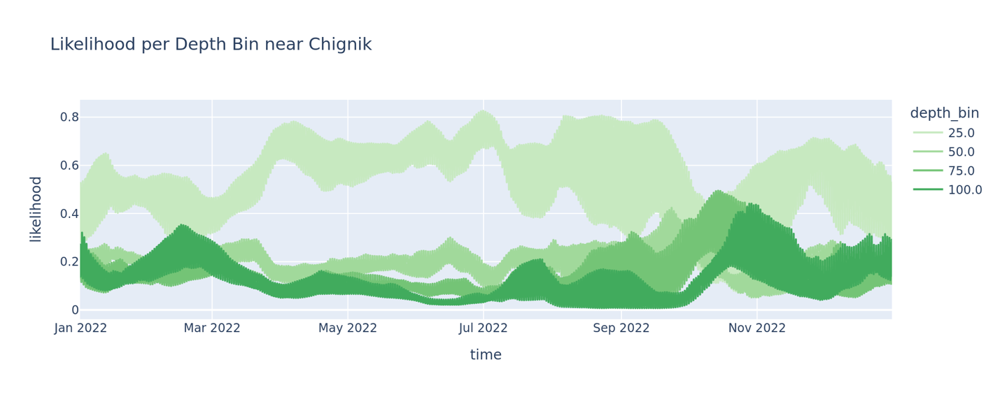 Likelihood per Depth Bin near Chignik
depth_bin
25.0
50.0
75.0
100.0
0.8
0.6
0.4
0.2
0
likelihood
Jan 2022
Mar 2022
May 2022
Jul 2022
Sep 2022
Nov 2022
time